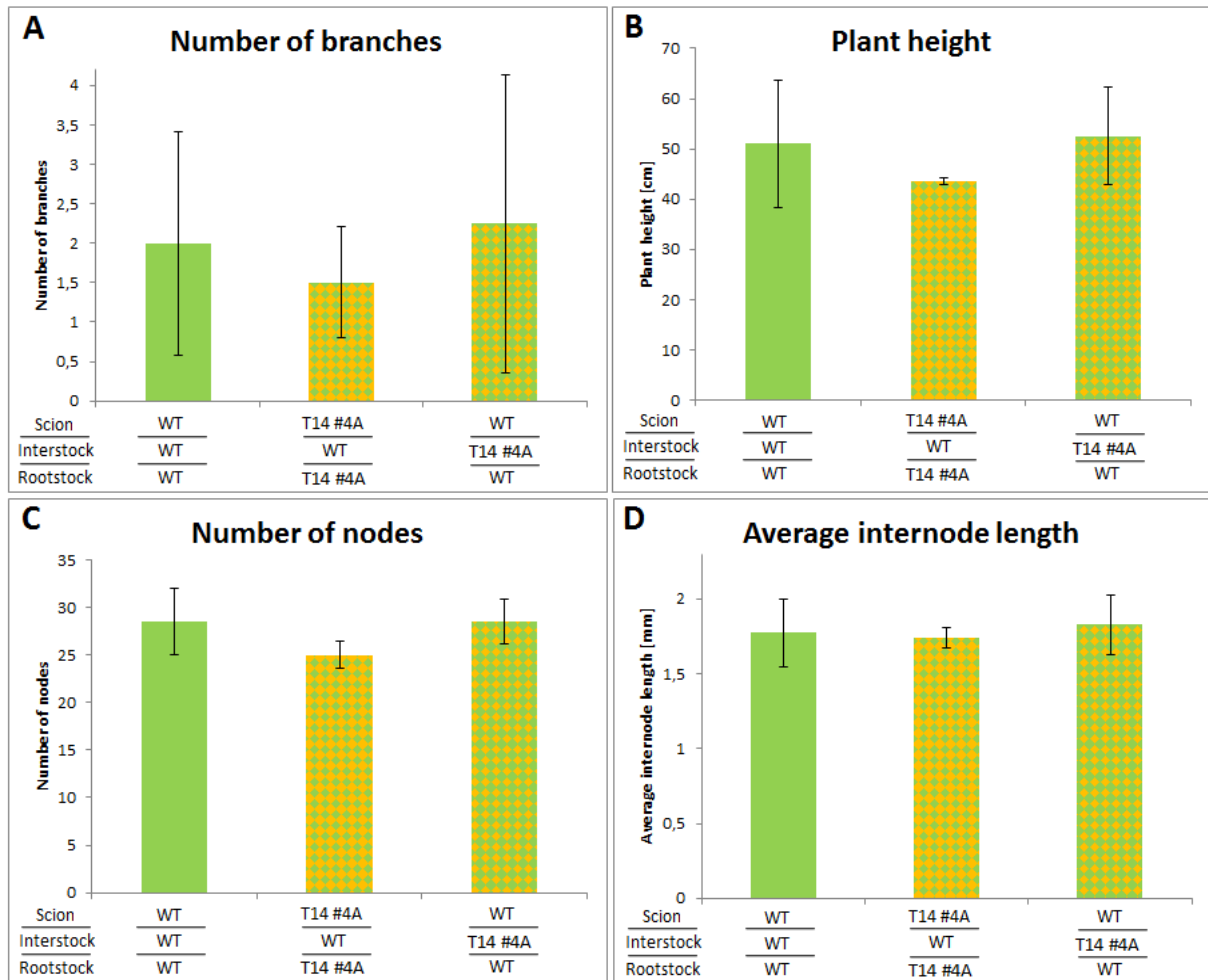 A
Number of branches
Number of branches
4
3,5
3
2,5
2
1,5
1
0,5
0
Scion WT T14 #4A WT
Interstock WT WT T14 #4A
Rootstock WT T14 #4A WT
B
Plant height
Plant height [cm]
70
60
50
40
30
20
10
0
Scion WT T14 #4A WT
Interstock WT WT T14 #4A
Rootstock WT T14 #4A WT
C
Number of nodes
Number of nodes
35
30
25
20
15
10
5
0
Scion WT T14 #4A WT
Interstock WT WT T14 #4A
Rootstock WT T14 #4A WT
D
Average internode length
Average internode length [mm]
2
1,5
1
0,5
0
Scion WT T14 #4A WT
Interstock WT WT T14 #4A
Rootstock WT T14 #4A WT